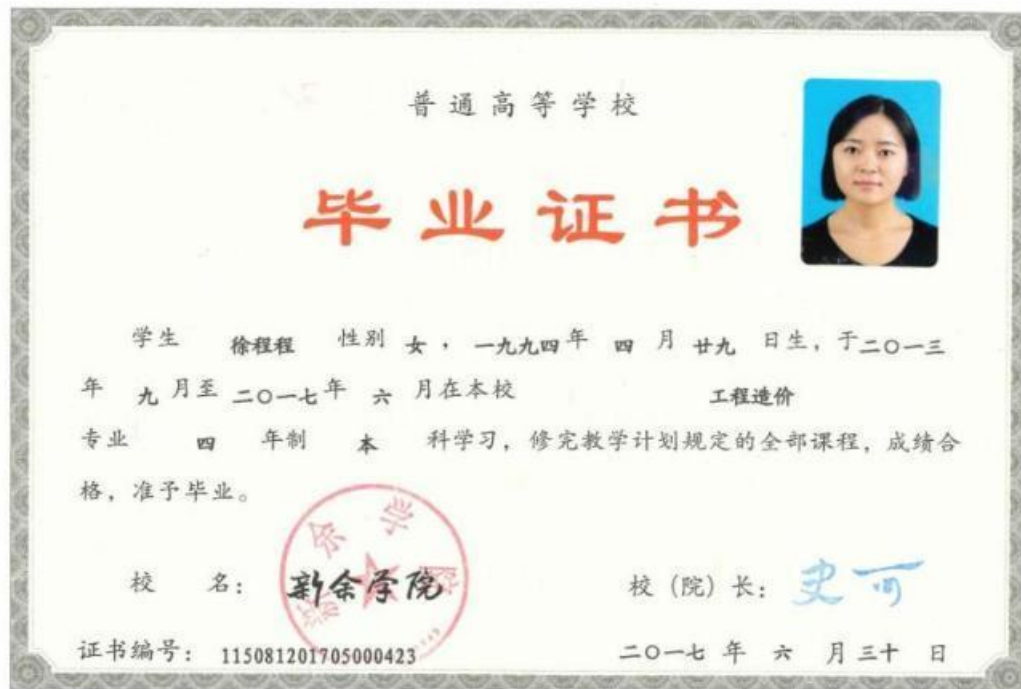 普通高等学校
毕业证书
学生 徐程程 性别 女，一九九四年 四 月 廿九 日生，于二〇一三
年 九 月至 二〇一七年 六 月在本校 工程造价
专业 四 年制 本 科学习，修完教学计划规定的全部课程，成绩合
格，准予毕业。
校 名：新余学院
新余学院
校（院）长：史可
证书编号：115081201705000423
二〇一七 年 六 月三十 日